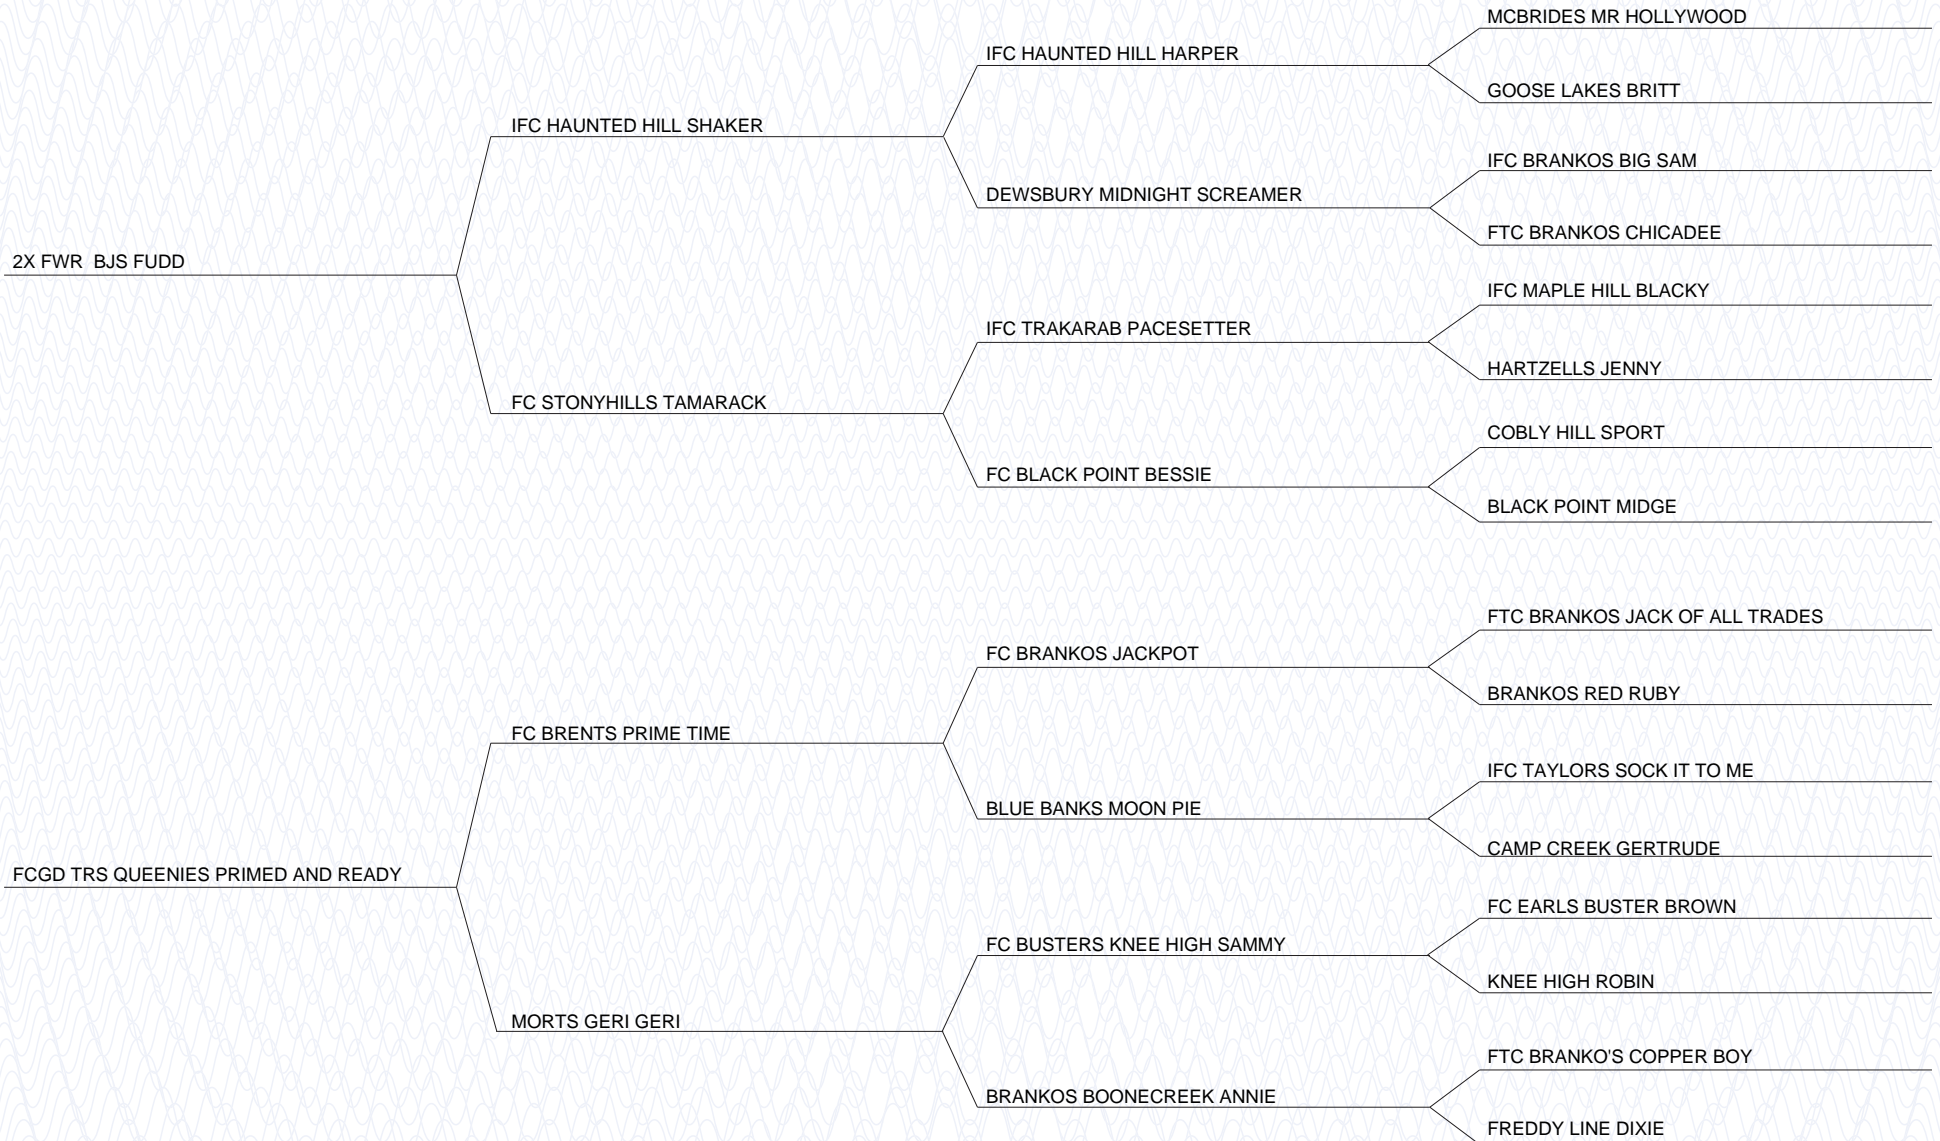 MCBRIDES MR HOLLYWOOD
IFC HAUNTED HILL HARPER
GOOSE LAKES BRITT
IFC HAUNTED HILL SHAKER
IFC BRANKOS BIG SAM
DEWSBURY MIDNIGHT SCREAMER
FTC BRANKOS CHICADEE
2X FWR  BJS FUDD
IFC MAPLE HILL BLACKY
IFC TRAKARAB PACESETTER
HARTZELLS JENNY
FC STONYHILLS TAMARACK
COBLY HILL SPORT
FC BLACK POINT BESSIE
BLACK POINT MIDGE
FTC BRANKOS JACK OF ALL TRADES
FC BRANKOS JACKPOT
BRANKOS RED RUBY
FC BRENTS PRIME TIME
IFC TAYLORS SOCK IT TO ME
BLUE BANKS MOON PIE
CAMP CREEK GERTRUDE
FCGD TRS QUEENIES PRIMED AND READY
FC EARLS BUSTER BROWN
FC BUSTERS KNEE HIGH SAMMY
KNEE HIGH ROBIN
MORTS GERI GERI
FTC BRANKO'S COPPER BOY
BRANKOS BOONECREEK ANNIE
FREDDY LINE DIXIE